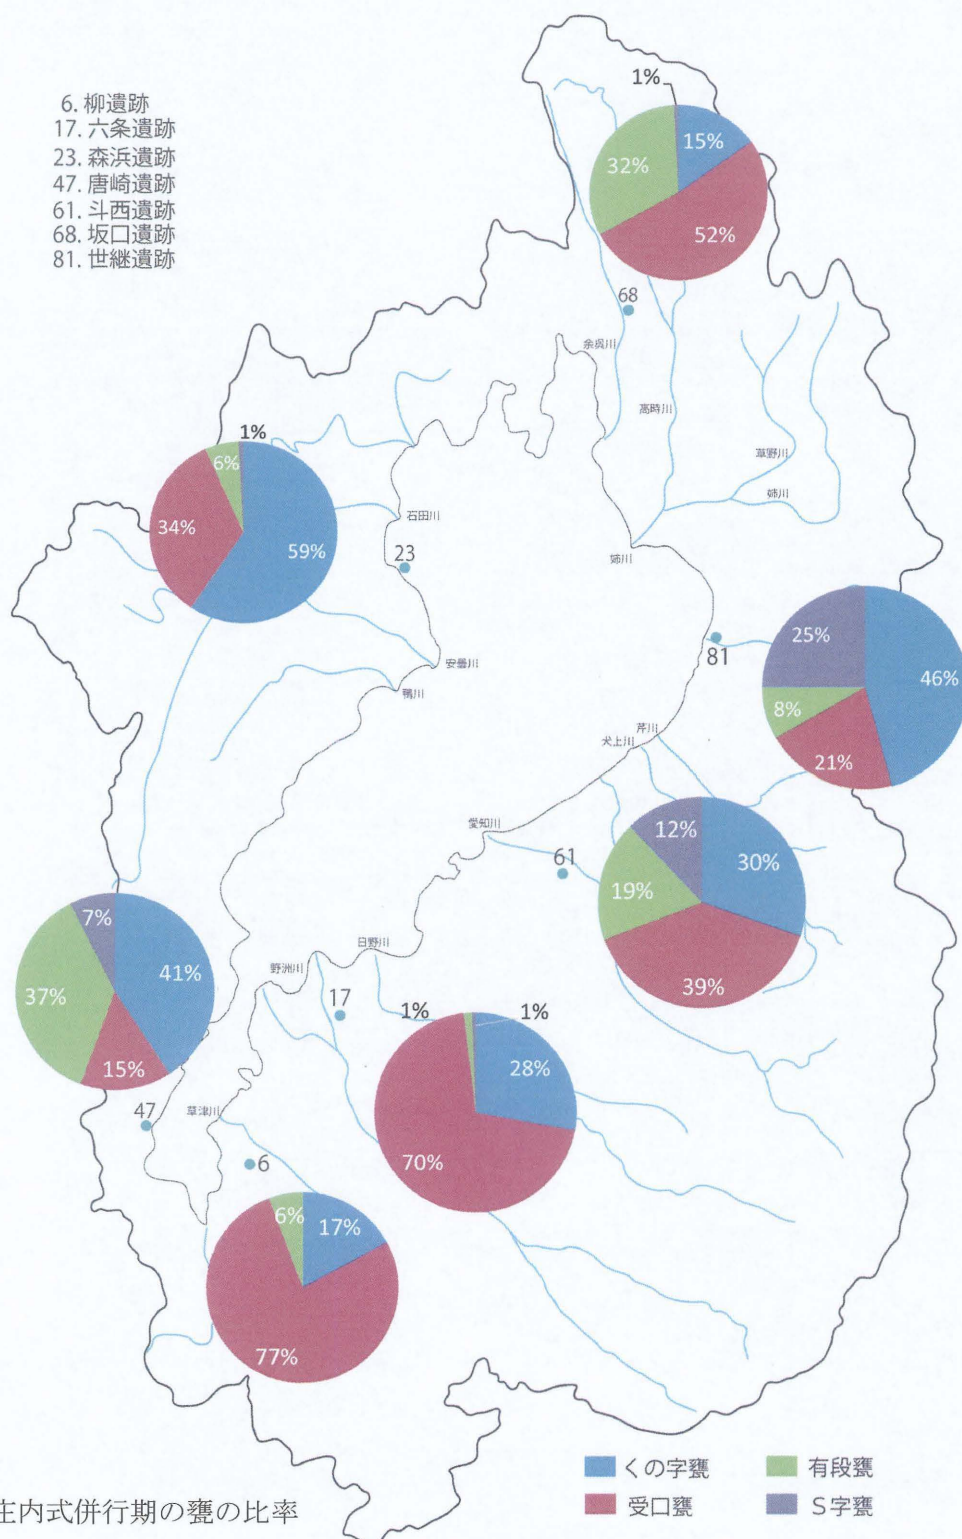 6. 柳遺跡
17. 六条遺跡
23. 森浜遺跡
47. 唐崎遺跡
61. 斗西遺跡
68. 坂口遺跡
81. 世継遺跡
1%
15%
32%
52%
68
余呉川
高時川
草野川
姉川
姉川
1%
6%
34%
59%
石田川
23
安曇川
鴨川
81
25%
46%
8%
21%
芹川
犬上川
愛知川
61
12%
30%
19%
39%
7%
41%
37%
15%
47
日野川
野洲川
17
1%
1%
28%
70%
草津川
6
6%
17%
77%
くの字甕
有段甕
受口甕
S字甕
庄内式併行期の甕の比率